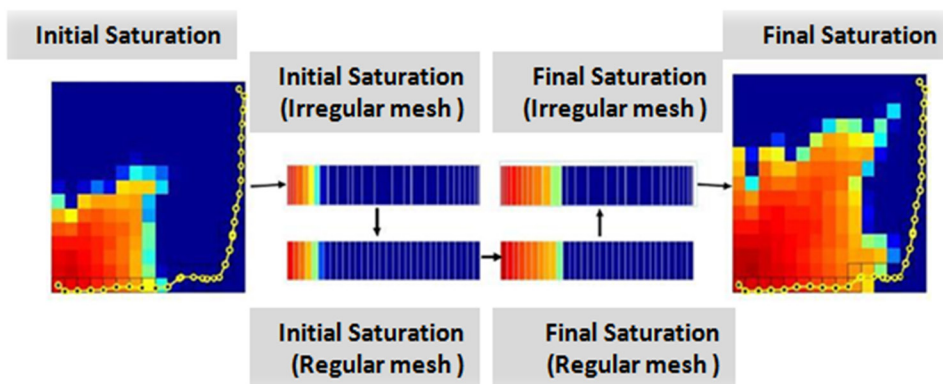 Initial Saturation
Final Saturation
Initial Saturation
(Irregular mesh )
Final Saturation
(Irregular mesh )
Initial Saturation
(Regular mesh )
Final Saturation
(Regular mesh )